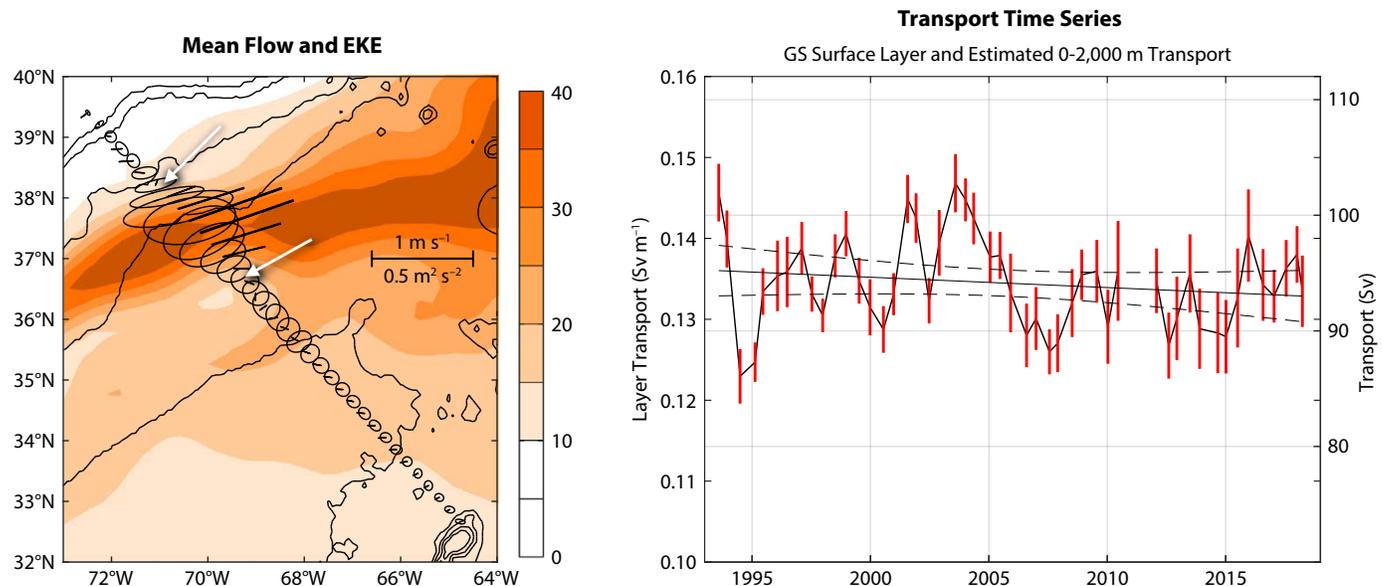 Mean Flow and EKE
40°N
39°N
38°N
37°N
36°N
35°N
34°N
33°N
32°N
72°W
70°W
68°W
66°W
64°W
1 m s⁻¹
0.5 m² s⁻²
40
30
20
10
0
Transport Time Series
GS Surface Layer and Estimated 0-2,000 m Transport
Layer Transport (Sv m⁻¹)
0.16
0.15
0.14
0.13
0.12
0.11
0.10
1995
2000
2005
2010
2015
110
100
90
80
Transport (Sv)